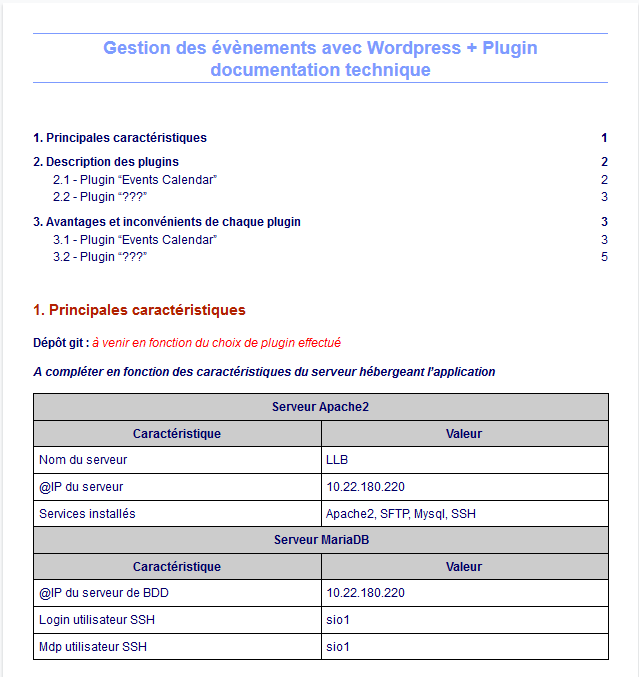 Gestion des évènements avec Wordpress + Plugin
documentation technique
1. Principales caractéristiques 1
2. Description des plugins 2
2.1 - Plugin “Events Calendar” 2
2.2 - Plugin “???” 3
3. Avantages et inconvénients de chaque plugin 3
3.1 - Plugin “Events Calendar” 3
3.2 - Plugin “???” 5
1. Principales caractéristiques
Dépôt git : à venir en fonction du choix de plugin effectué
A compléter en fonction des caractéristiques du serveur hébergeant l’application
Serveur Apache2
Caractéristique Valeur
Nom du serveur LLB
@IP du serveur 10.22.180.220
Services installés Apache2, SFTP, Mysql, SSH
Serveur MariaDB
Caractéristique Valeur
@IP du serveur de BDD 10.22.180.220
Login utilisateur SSH sio1
Mdp utilisateur SSH sio1